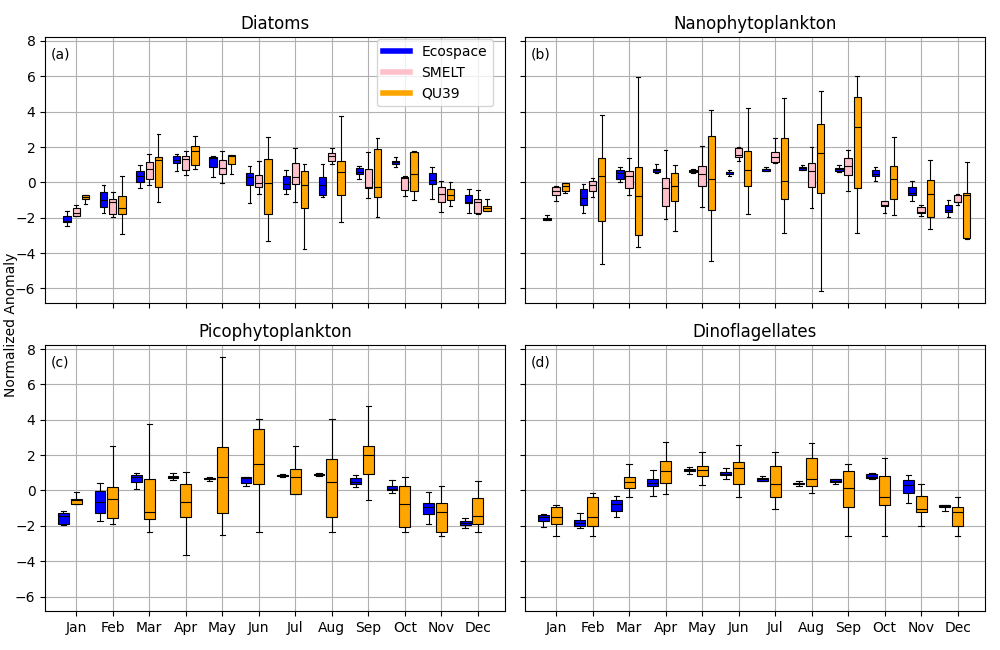 Diatoms
Nanophytoplankton
(a)
Ecospace
SMELT
QU39
(b)
8
6
4
2
0
−2
−4
−6
Normalized Anomaly
Picophytoplankton
Dinoflagellates
(c)
(d)
8
6
4
2
0
−2
−4
−6
Jan Feb Mar Apr May Jun Jul Aug Sep Oct Nov Dec
Jan Feb Mar Apr May Jun Jul Aug Sep Oct Nov Dec